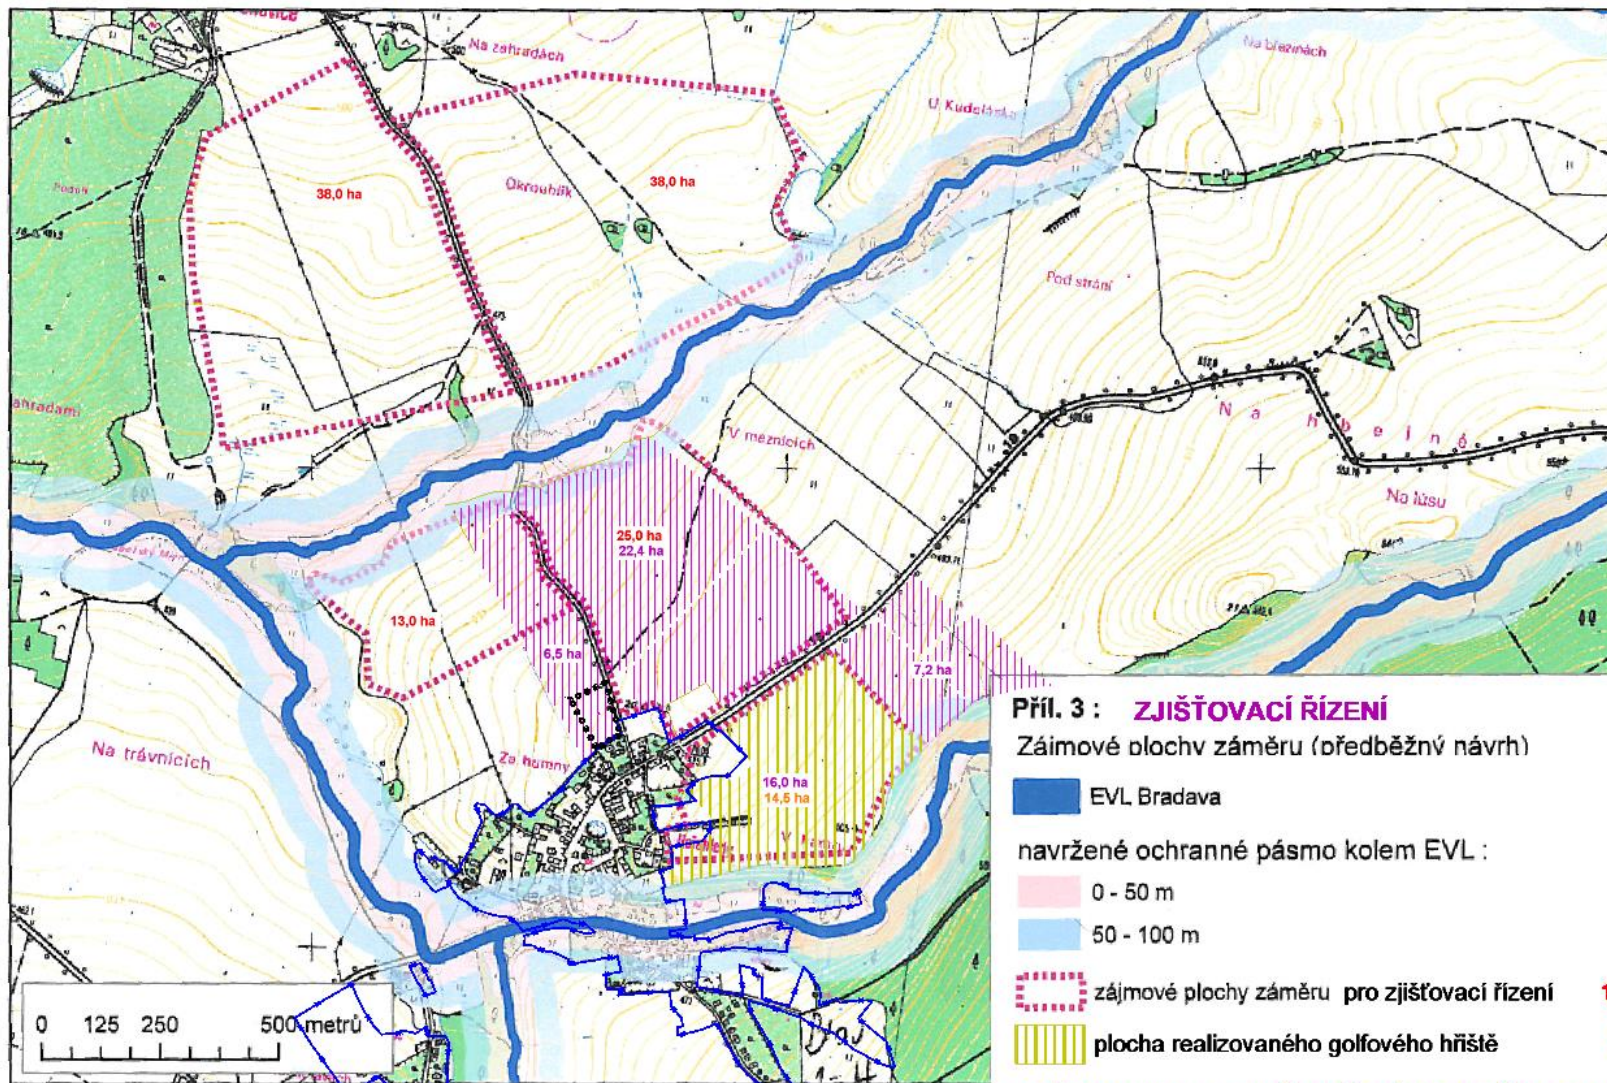 Na zahradách
Na březinách
U Kudeláska
38,0 ha
38,0 ha
Okrouhlík
Pod strání
ahradami
V meznicích
Na hbeíně
Na lúsu
25,0 ha
22,4 ha
13,0 ha
6,5 ha
7,2 ha
Na trávnících
Za humny
16,0 ha
14,5 ha
Příl. 3 : ZJIŠŤOVACÍ ŘÍZENÍ
Zájmové plochy záměru (předběžný návrh)
EVL Bradava
navržené ochranné pásmo kolem EVL :
0 - 50 m
50 - 100 m
zájmové plochy záměru pro zjišťovací řízení
plocha realizovaného golfového hřiště
0 125 250 500 metrů